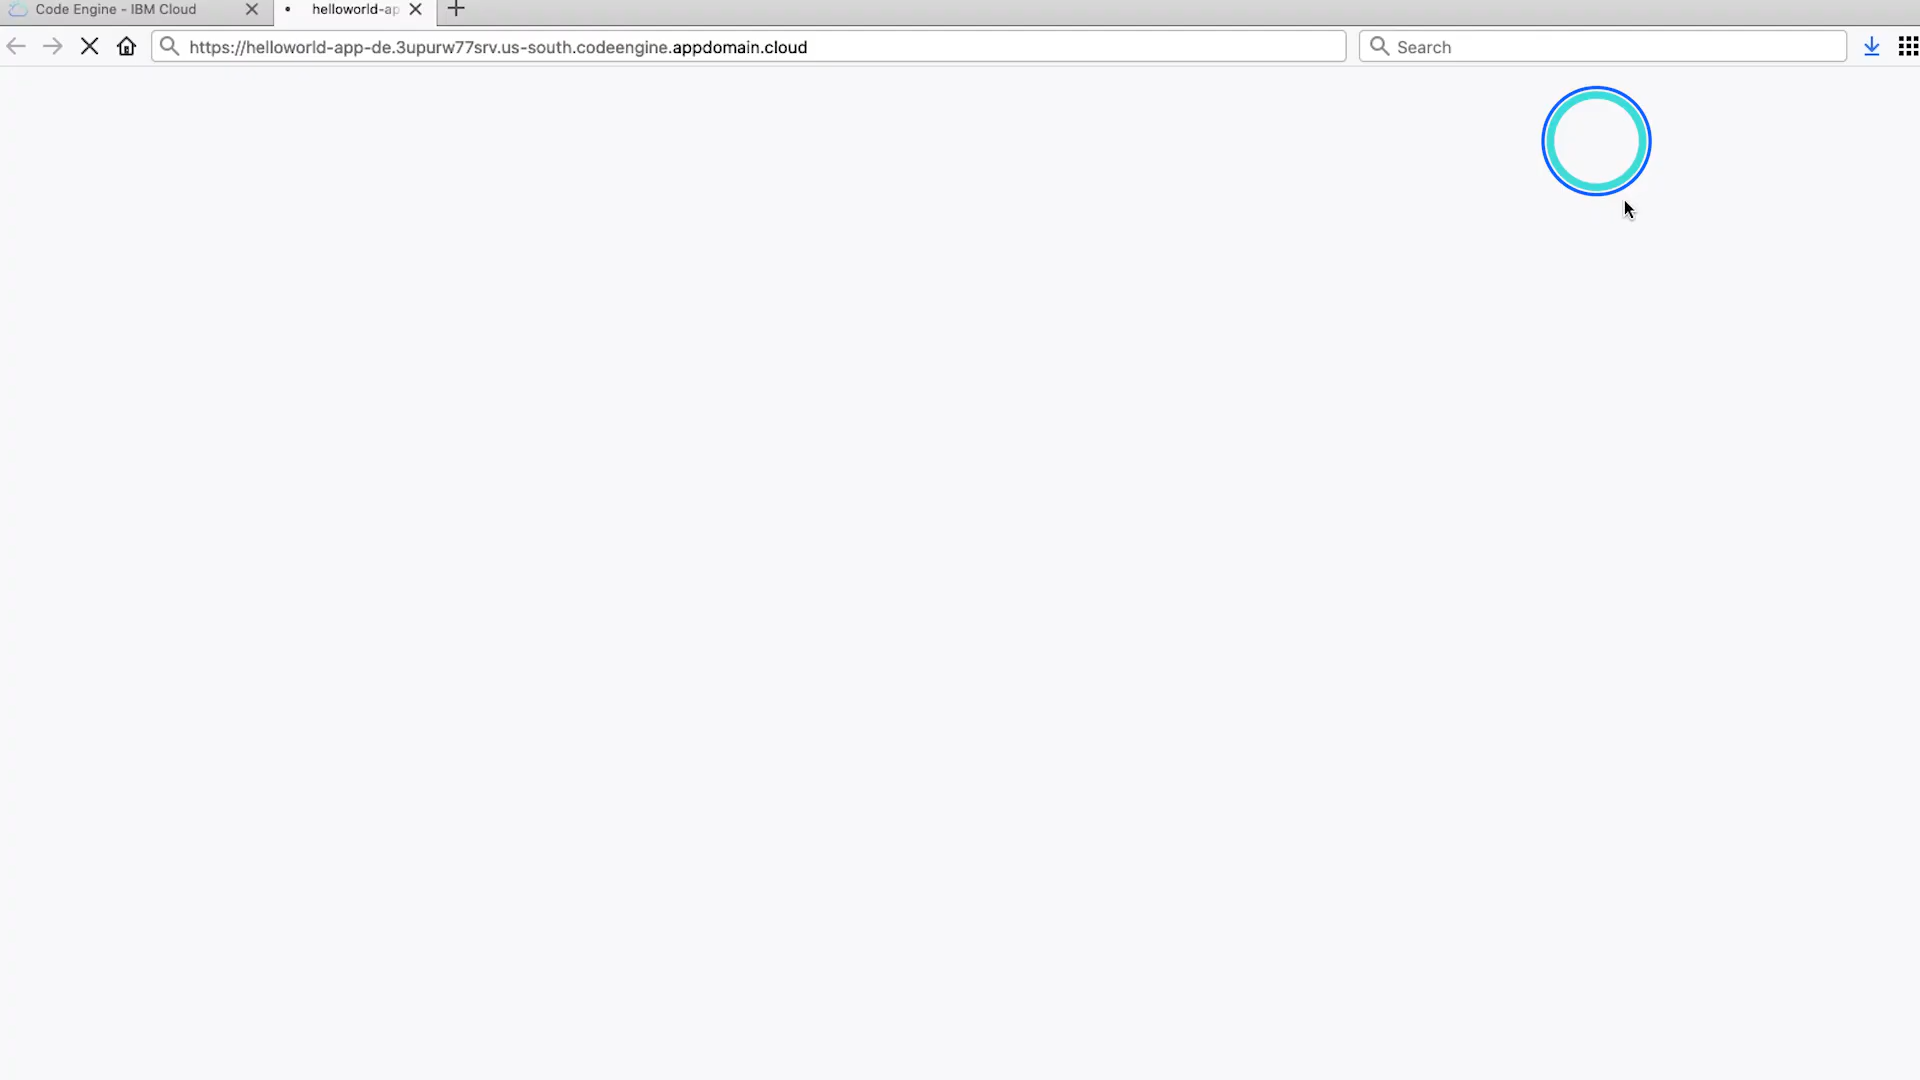 Code Engine - IBM Cloud
helloworld-ap
https://helloworld-app-de.3upurw77srv.us-south.codeengine.appdomain.cloud
Search